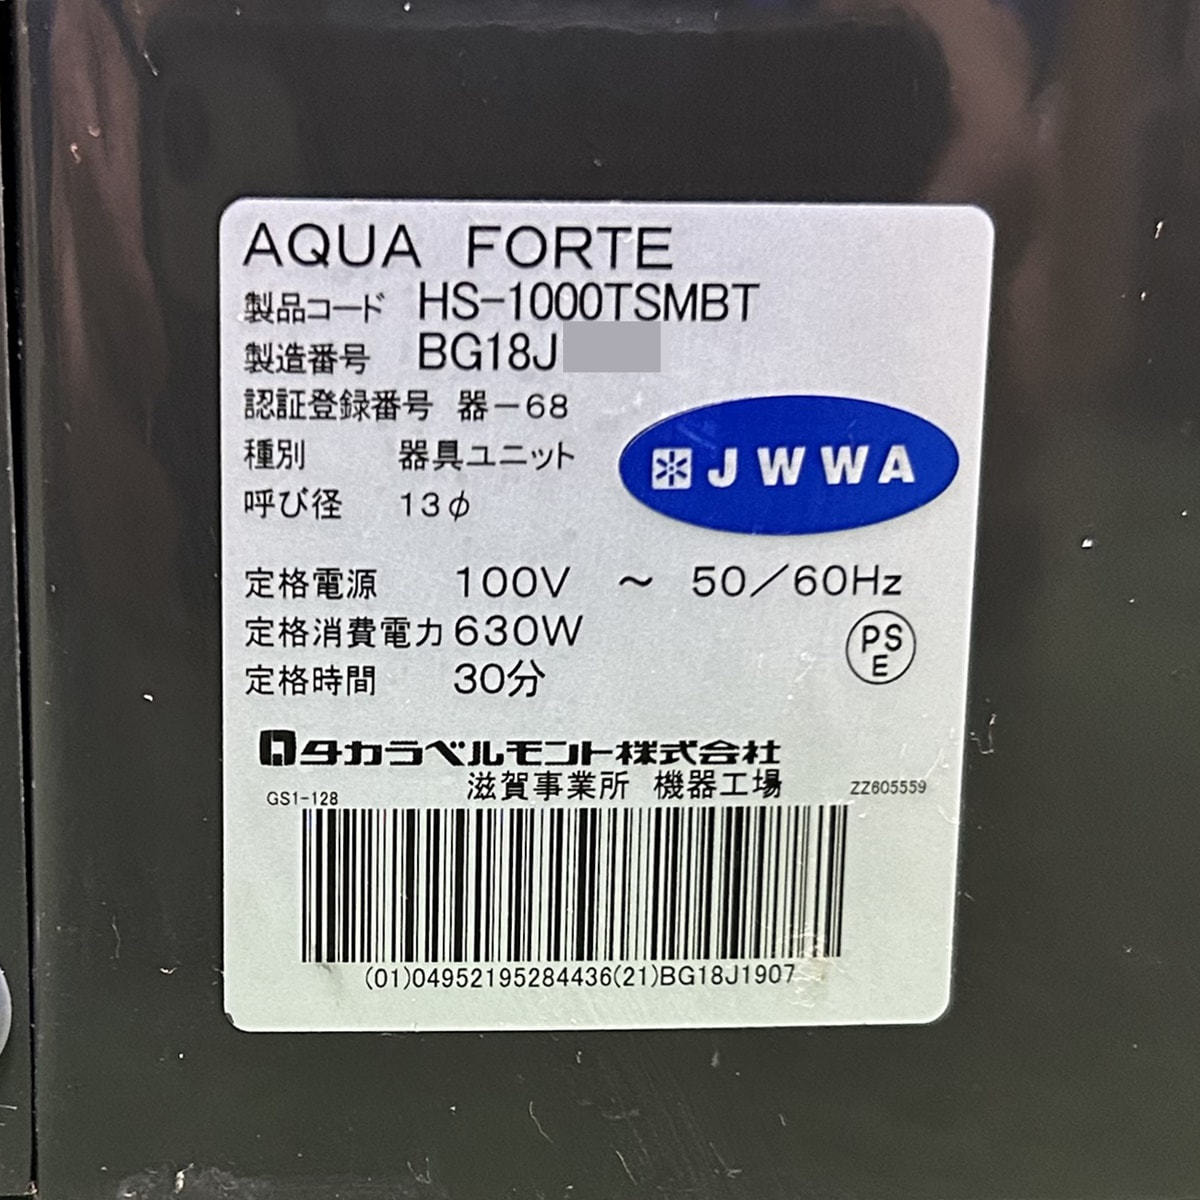 AQUA FORTE
製品コード HS-1000TSMBT
製造番号 BG18J
認証登録番号 器-68
種別 器具ユニット
JWWA
呼び径 13φ
定格電源 100V ~ 50/60Hz
定格消費電力 630W
PSE
定格時間 30分
タカラベルモント株式会社
滋賀事業所 機器工場
GS1-128
ZZ605559
(01)04952195284436(21)BG18J1907